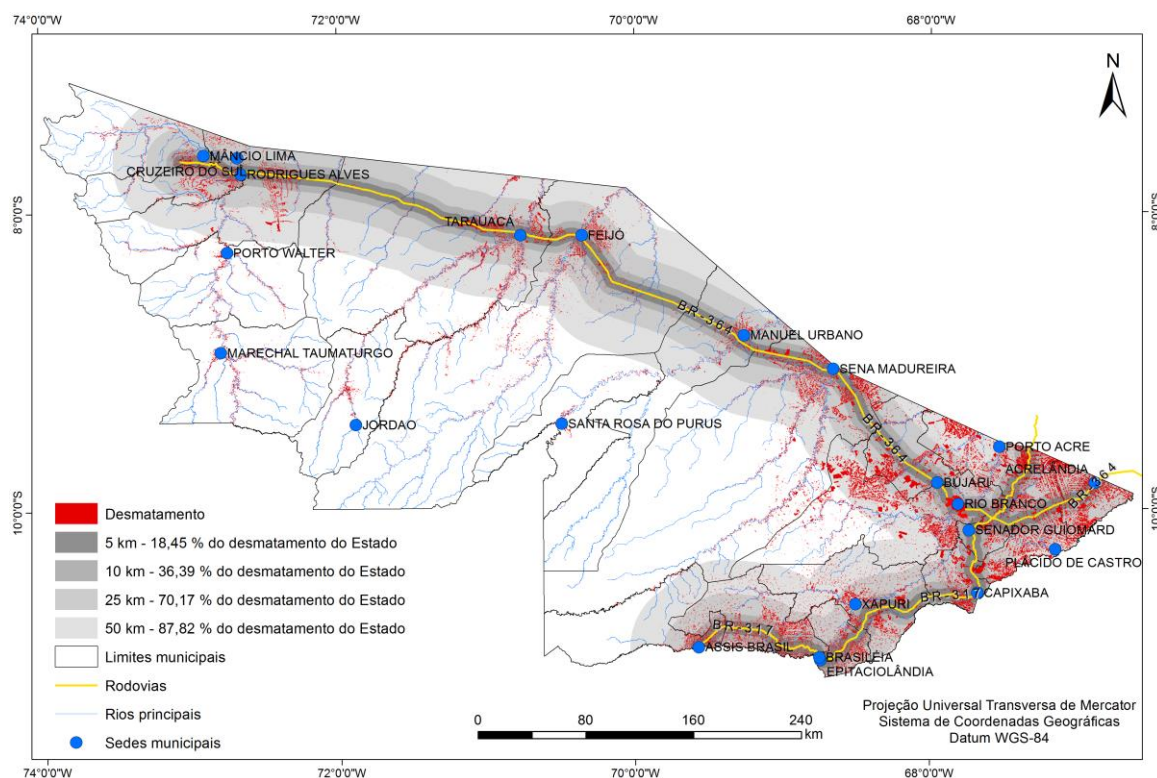 74°0'0"W
72°0'0"W
70°0'0"W
68°0'0"W
N
MÂNCIO LIMA
CRUZEIRO DO SUL
RODRIGUES ALVES
8°0'0"S
8°0'0"S
TARAUACÁ
FEIJÓ
PORTO WALTER
BR-364
MANUEL URBANO
MARECHAL TAUMATURGO
SENA MADUREIRA
JORDAO
SANTA ROSA DO PURUS
BR-364
PORTO ACRE
ACRELÂNDIA
BUJARI
BR-364
RIO BRANCO
10°0'0"S
10°0'0"S
SENADOR GUIOMARD
PLÁCIDO DE CASTRO
BR-317
CAPIXABA
XAPURI
BR-317
ASSIS BRASIL
BRASILÉIA
EPITACIOLÂNDIA
Desmatamento
5 km - 18,45 % do desmatamento do Estado
10 km - 36,39 % do desmatamento do Estado
25 km - 70,17 % do desmatamento do Estado
50 km - 87,82 % do desmatamento do Estado
Limites municipais
Rodovias
Rios principais
Sedes municipais
0 80 160 240
km
Projeção Universal Transversa de Mercator
Sistema de Coordenadas Geográficas
Datum WGS-84
74°0'0"W
72°0'0"W
70°0'0"W
68°0'0"W